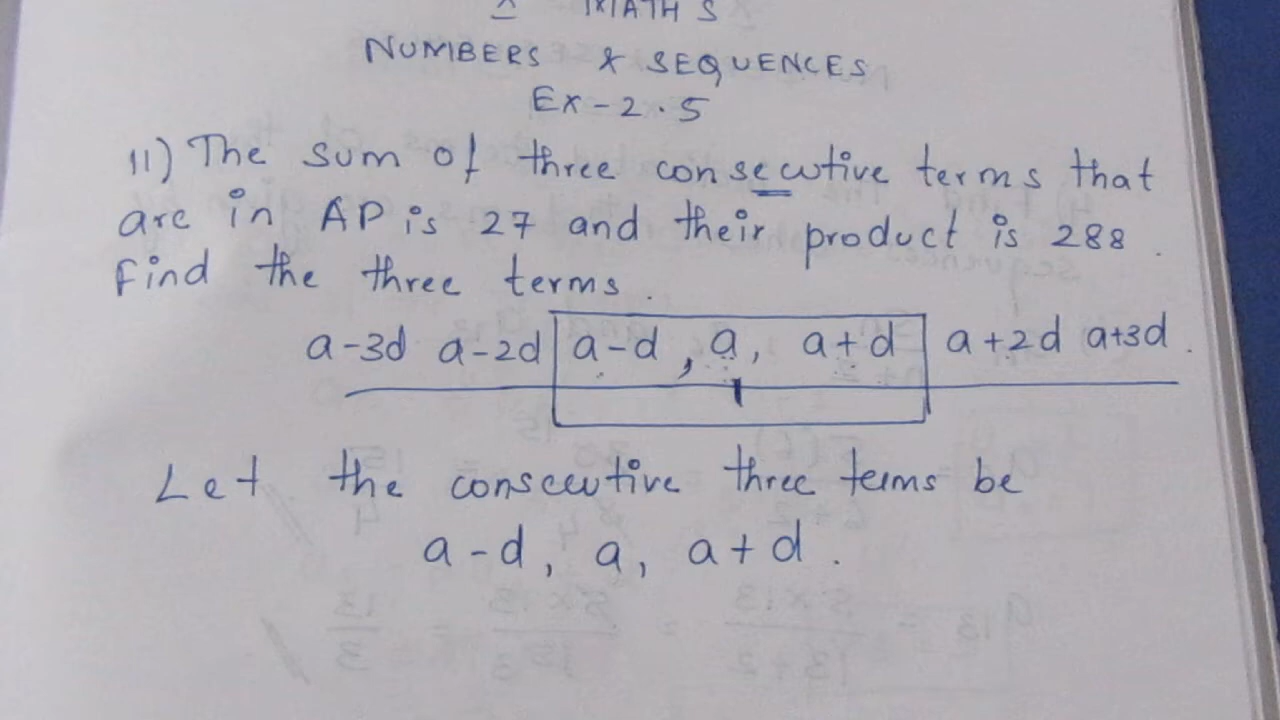 X MATHS
NUMBERS & SEQUENCES
Ex-2.5
11) The sum of three consecutive terms that
are in AP is 27 and their product is 288.
Find the three terms.
a-3d a-2d a-d, a, a+d a+2d a+3d.
Let the consecutive three terms be
a-d, a, a+d.